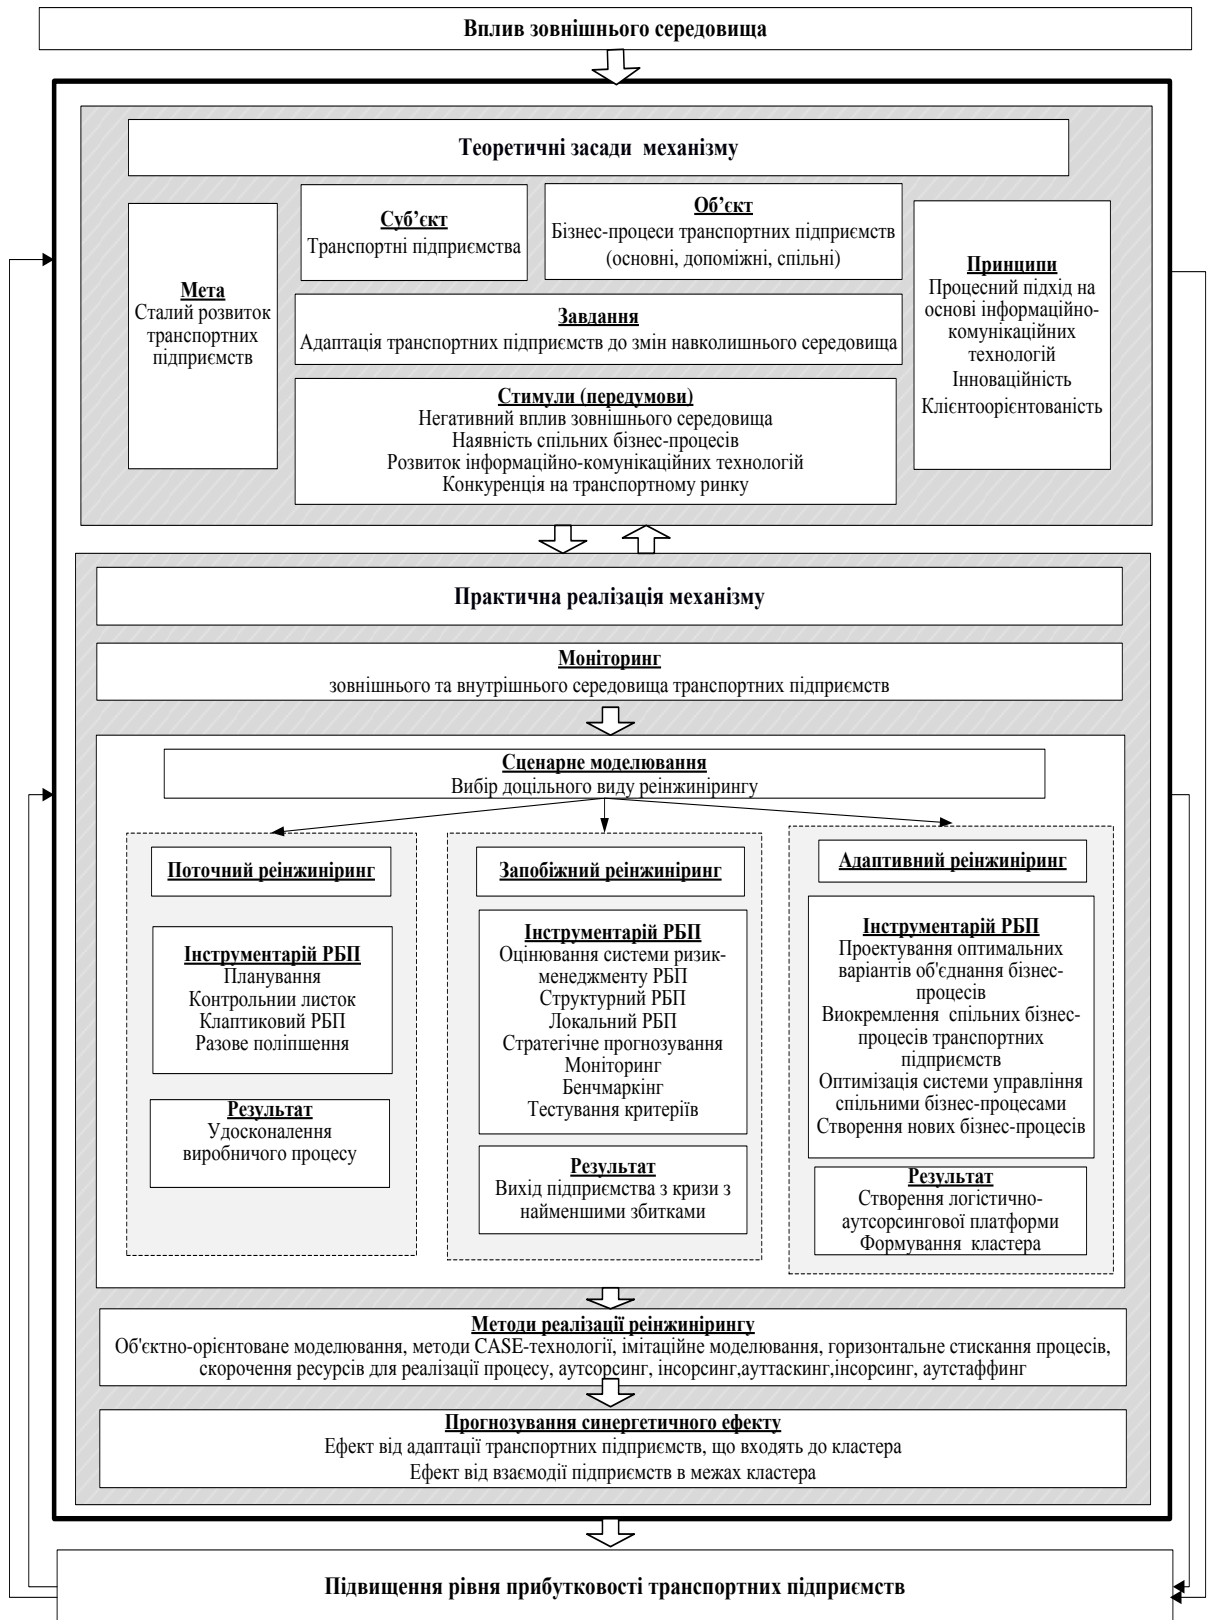 Вплив зовнішнього середовища
Теоретичні засади механізму
Мета
Сталий розвиток
транспортних
підприємств
Суб’єкт
Транспортні підприємства
Об’єкт
Бізнес-процеси транспортних підприємств
(основні, допоміжні, спільні)
Завдання
Адаптація транспортних підприємств до змін навколишнього середовища
Стимули (передумови)
Негативний вплив зовнішнього середовища
Наявність спільних бізнес-процесів
Розвиток інформаційно-комунікаційних технологій
Конкуренція на транспортному ринку
Принципи
Процесний підхід на
основі інформаційно-
комунікаційних
технологій
Інноваційність
Клієнтоорієнтованість
Практична реалізація механізму
Моніторинг
зовнішнього та внутрішнього середовища транспортних підприємств
Сценарне моделювання
Вибір доцільного виду реінжинірингу
Поточний реінжиніринг
Інструментарій РБП
Планування
Контрольнии листок
Клаптиковий РБП
Разове поліпшення
Результат
Удосконалення
виробничого процесу
Запобіжний реінжиніринг
Інструментарій РБП
Оцінювання системи ризик-
менеджменту РБП
Структурний РБП
Локальний РБП
Стратегічне прогнозування
Моніторинг
Бенчмаркінг
Тестування критеріїв
Результат
Вихід підприємства з кризи з
найменшими збитками
Адаптивний реінжиніринг
Інструментарій РБП
Проектування оптимальних
варіантів об'єднання бізнес-
процесів
Виокремлення спільних бізнес-
процесів транспортних
підприємств
Оптимізація системи управління
спільними бізнес-процесами
Створення нових бізнес-процесів
Результат
Створення логістично-
аутсорсингової платформи
Формування кластера
Методи реалізації реінжинірингу
Об'єктно-орієнтоване моделювання, методи CASE-технології, імітаційне моделювання, горизонтальне стискання процесів,
скорочення ресурсів для реалізації процесу, аутсорсинг, інсорсинг,ауттаскинг,інсорсинг, аутстаффинг
Прогнозування синергетичного ефекту
Ефект від адаптації транспортних підприємств, що входять до кластера
Ефект від взаємодії підприємств в межах кластера
Підвищення рівня прибутковості транспортних підприємств